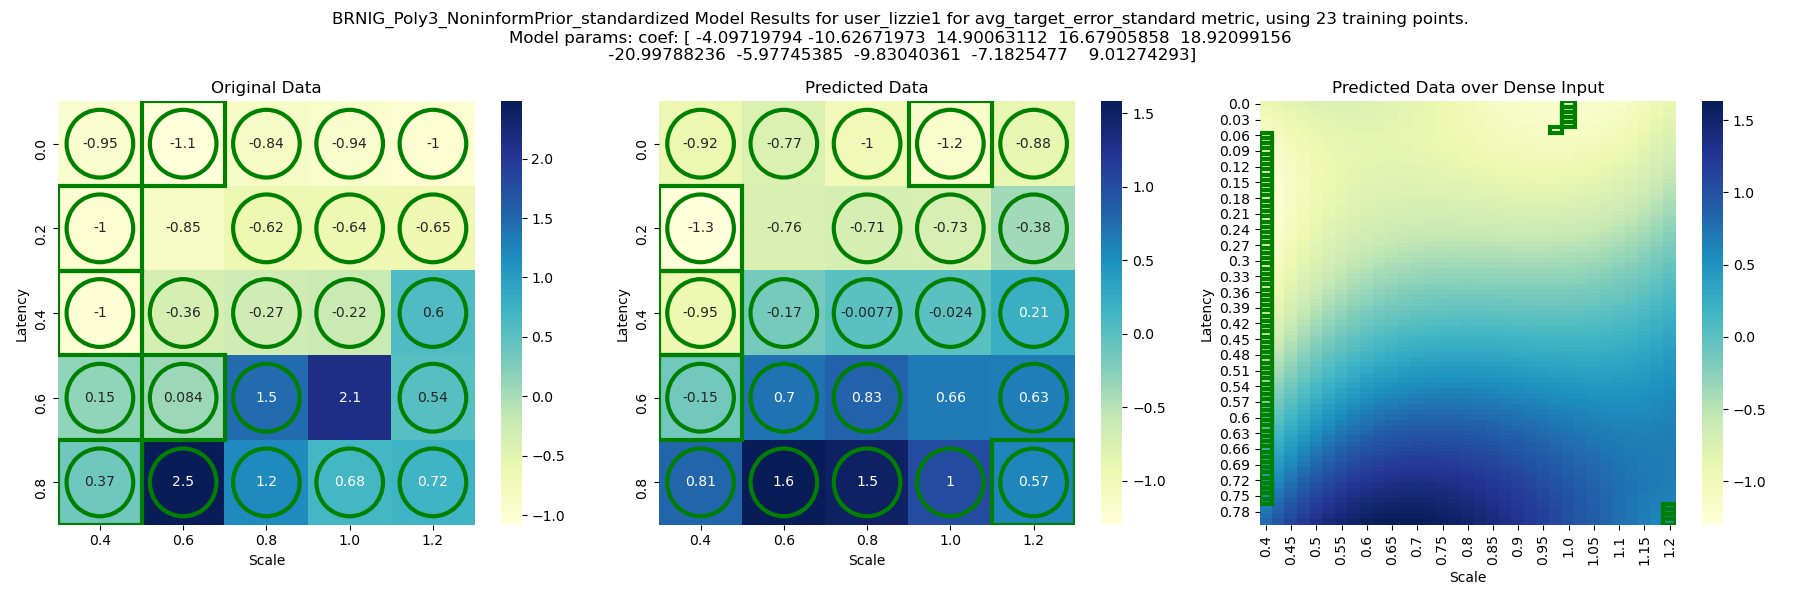 BRNIG_Poly3_NoninformPrior_standardized Model Results for user_lizzie1 for avg_target_error_standard metric, using 23 training points.
Model params: coef: [ -4.09719794 -10.62671973  14.90063112  16.67905858  18.92099156
-20.99788236  -5.97745385  -9.83040361  -7.1825477    9.01274293]
Original Data
Latency
0.0 -0.95 -1.1 -0.84 -0.94 -1
0.2 -1 -0.85 -0.62 -0.64 -0.65
0.4 -1 -0.36 -0.27 -0.22 0.6
0.6 0.15 0.084 1.5 2.1 0.54
0.8 0.37 2.5 1.2 0.68 0.72
0.4 0.6 0.8 1.0 1.2
Scale
2.0
1.5
1.0
0.5
0.0
−0.5
−1.0
Predicted Data
Latency
0.0 -0.92 -0.77 -1 -1.2 -0.88
0.2 -1.3 -0.76 -0.71 -0.73 -0.38
0.4 -0.95 -0.17 -0.0077 -0.024 0.21
0.6 -0.15 0.7 0.83 0.66 0.63
0.8 0.81 1.6 1.5 1 0.57
0.4 0.6 0.8 1.0 1.2
Scale
1.5
1.0
0.5
0.0
−0.5
−1.0
Predicted Data over Dense Input
Latency
0.0
0.03
0.06
0.09
0.12
0.15
0.18
0.21
0.24
0.27
0.3
0.33
0.36
0.39
0.42
0.45
0.48
0.51
0.54
0.57
0.6
0.63
0.66
0.69
0.72
0.75
0.78
0.4 0.45 0.5 0.55 0.6 0.65 0.7 0.75 0.8 0.85 0.9 0.95 1.0 1.05 1.1 1.15 1.2
Scale
1.5
1.0
0.5
0.0
−0.5
−1.0